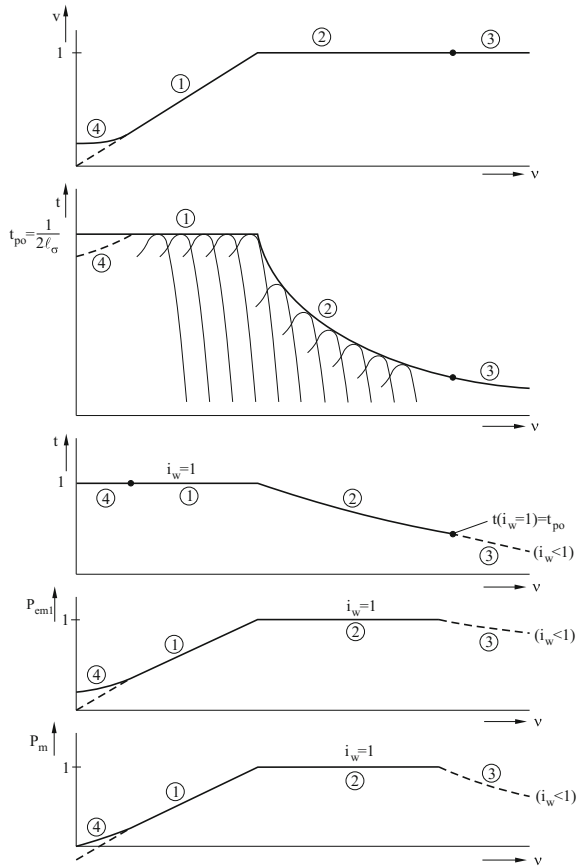 v
1
①
②
③
④
ν
t
t_po = 1/(2ℓ_σ)
①
④
②
③
ν
t
1
i_w=1
④
①
②
t(i_w=1)=t_po
③
(i_w<1)
ν
P_em1
1
i_w=1
①
②
③
(i_w<1)
④
ν
P_m
1
i_w=1
①
②
③
(i_w<1)
④
ν